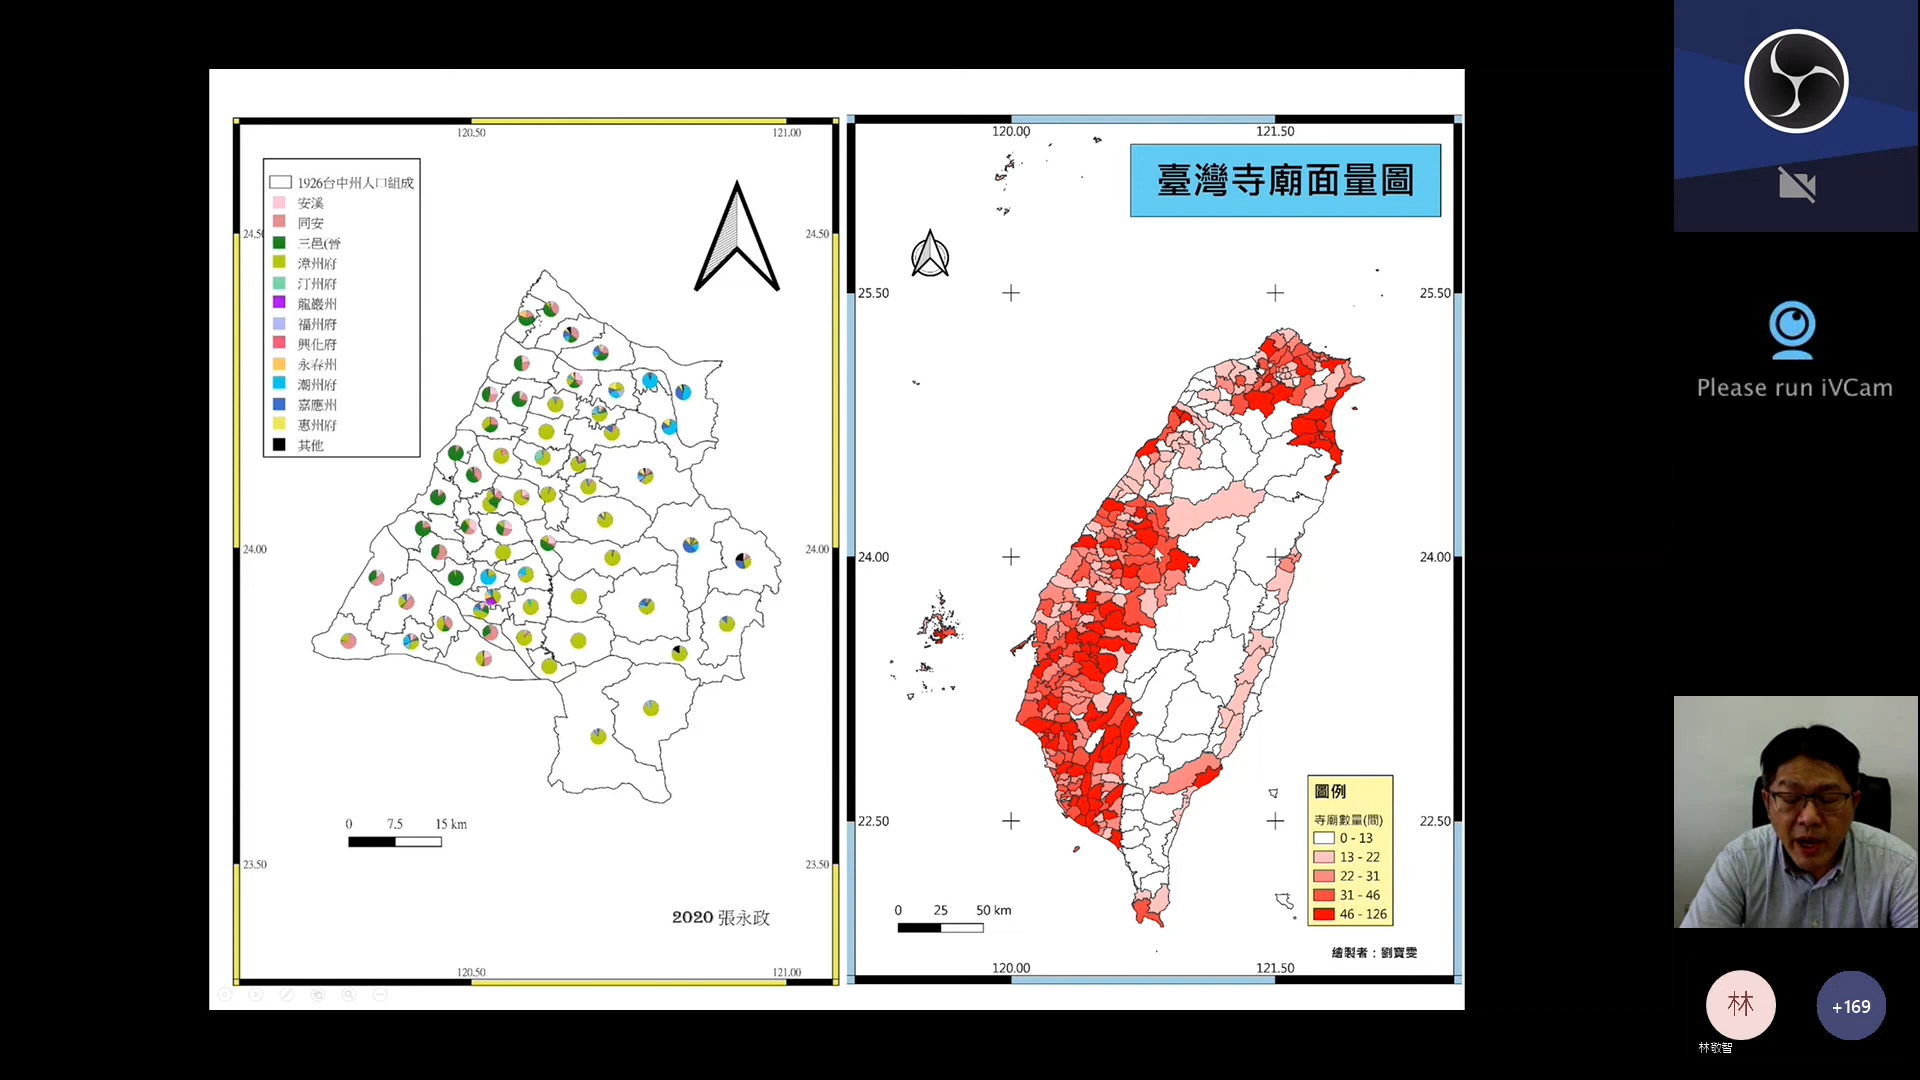 120.50
121.00
1926台中州人口組成
安溪
同安
三邑(晉
漳州府
汀州府
龍巖州
福州府
興化府
永春州
潮州府
嘉應州
惠州府
其他
24.50
24.50
24.00
24.00
23.50
23.50
0 7.5 15 km
2020 張永政
120.50
121.00
120.00
121.50
臺灣寺廟面量圖
25.50
25.50
24.00
24.00
22.50
22.50
圖例
寺廟數量(間)
0 - 13
13 - 22
22 - 31
31 - 46
46 - 126
0 25 50 km
繪製者：劉寶雯
120.00
121.50
Please run iVCam
林
+169
林敬智